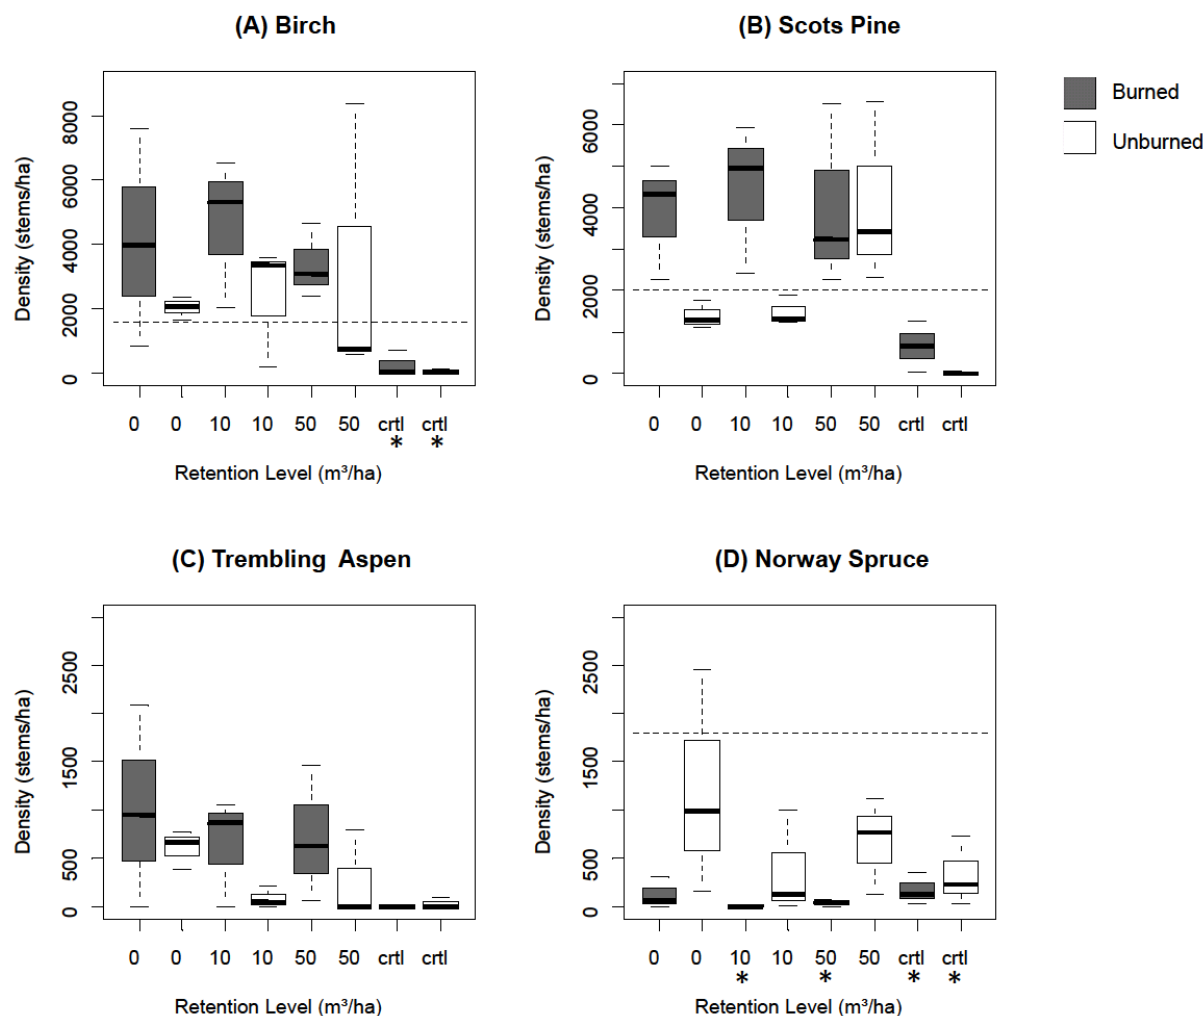 (A) Birch
(B) Scots Pine
Burned
Unburned
Density (stems/ha)
8000
6000
4000
2000
0
0 0 10 10 50 50 crtl crtl
* *
Retention Level (m³/ha)
Density (stems/ha)
6000
4000
2000
0
0 0 10 10 50 50 crtl crtl
Retention Level (m³/ha)
(C) Trembling Aspen
(D) Norway Spruce
Density (stems/ha)
2500
1500
500
0
0 0 10 10 50 50 crtl crtl
Retention Level (m³/ha)
Density (stems/ha)
2500
1500
500
0
0 0 10 10 50 50 crtl crtl
* * * *
Retention Level (m³/ha)